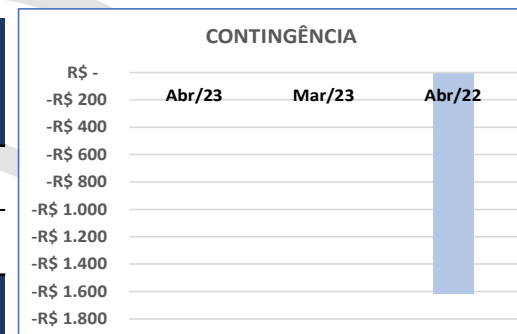 CONTINGÊNCIA
R$ -
-R$ 200
Abr/23 Mar/23 Abr/22
-R$ 400
-R$ 600
-R$ 800
-R$ 1.000
-R$ 1.200
-R$ 1.400
-R$ 1.600
-R$ 1.800